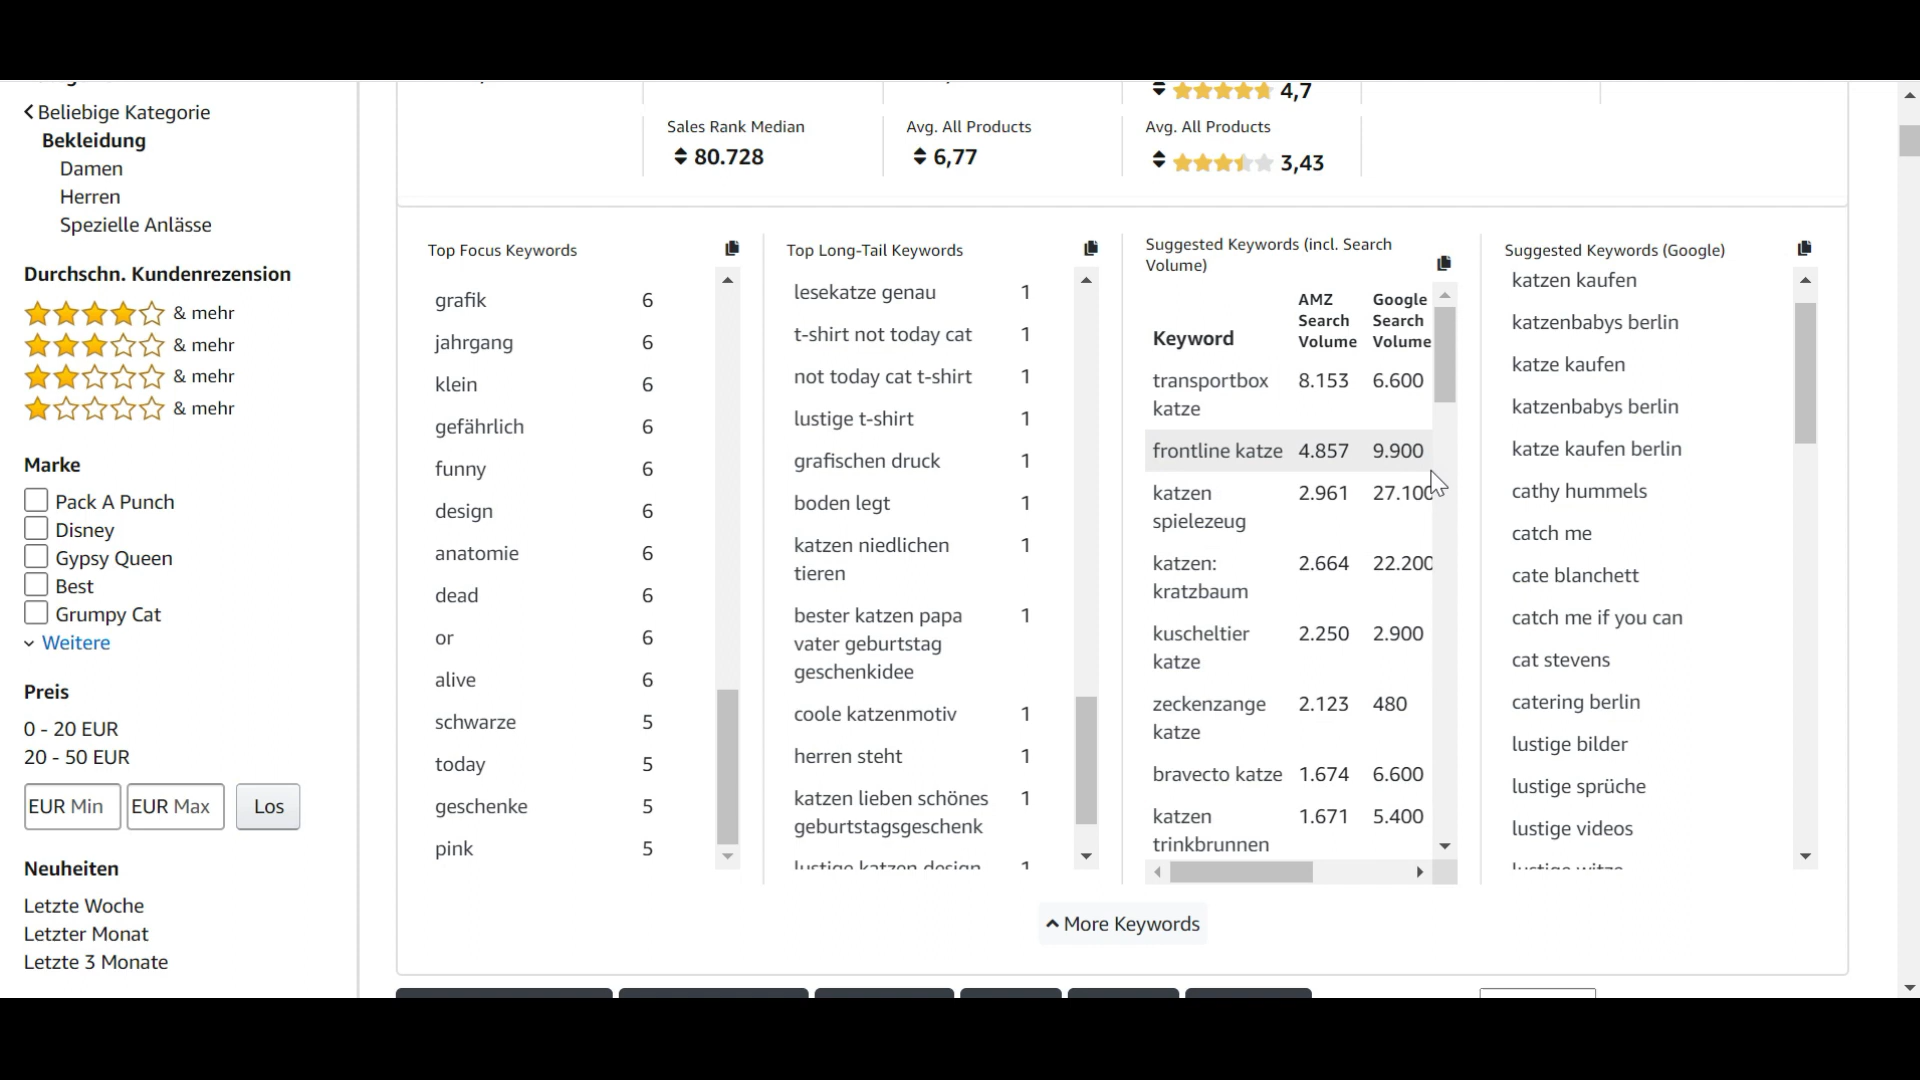 Beliebige Kategorie
Bekleidung
Damen
Herren
Spezielle Anlässe
Durchschn. Kundenrezension
& mehr
& mehr
& mehr
& mehr
Marke
Pack A Punch
Disney
Gypsy Queen
Best
Grumpy Cat
Weitere
Preis
0 - 20 EUR
20 - 50 EUR
EUR Min
EUR Max
Los
Neuheiten
Letzte Woche
Letzter Monat
Letzte 3 Monate
4,7
Sales Rank Median
80.728
Avg. All Products
6,77
Avg. All Products
3,43
Top Focus Keywords
grafik 6
jahrgang 6
klein 6
gefährlich 6
funny 6
design 6
anatomie 6
dead 6
or 6
alive 6
schwarze 5
today 5
geschenke 5
pink 5
Top Long-Tail Keywords
lesekatze genau 1
t-shirt not today cat 1
not today cat t-shirt 1
lustige t-shirt 1
grafischen druck 1
boden legt 1
katzen niedlichen 1
tieren
bester katzen papa 1
vater geburtstag
geschenkidee
coole katzenmotiv 1
herren steht 1
katzen lieben schönes 1
geburtstagsgeschenk
lustige katzen design 1
Suggested Keywords (incl. Search
Volume)
Keyword
AMZ
Search
Volume
Google
Search
Volume
transportbox 8.153 6.600
katze
frontline katze 4.857 9.900
katzen 2.961 27.100
spielezeug
katzen: 2.664 22.200
kratzbaum
kuscheltier 2.250 2.900
katze
zeckenzange 2.123 480
katze
bravecto katze 1.674 6.600
katzen 1.671 5.400
trinkbrunnen
Suggested Keywords (Google)
katzen kaufen
katzenbabys berlin
katze kaufen
katzenbabys berlin
katze kaufen berlin
cathy hummels
catch me
cate blanchett
catch me if you can
cat stevens
catering berlin
lustige bilder
lustige sprüche
lustige videos
lustige witze
More Keywords